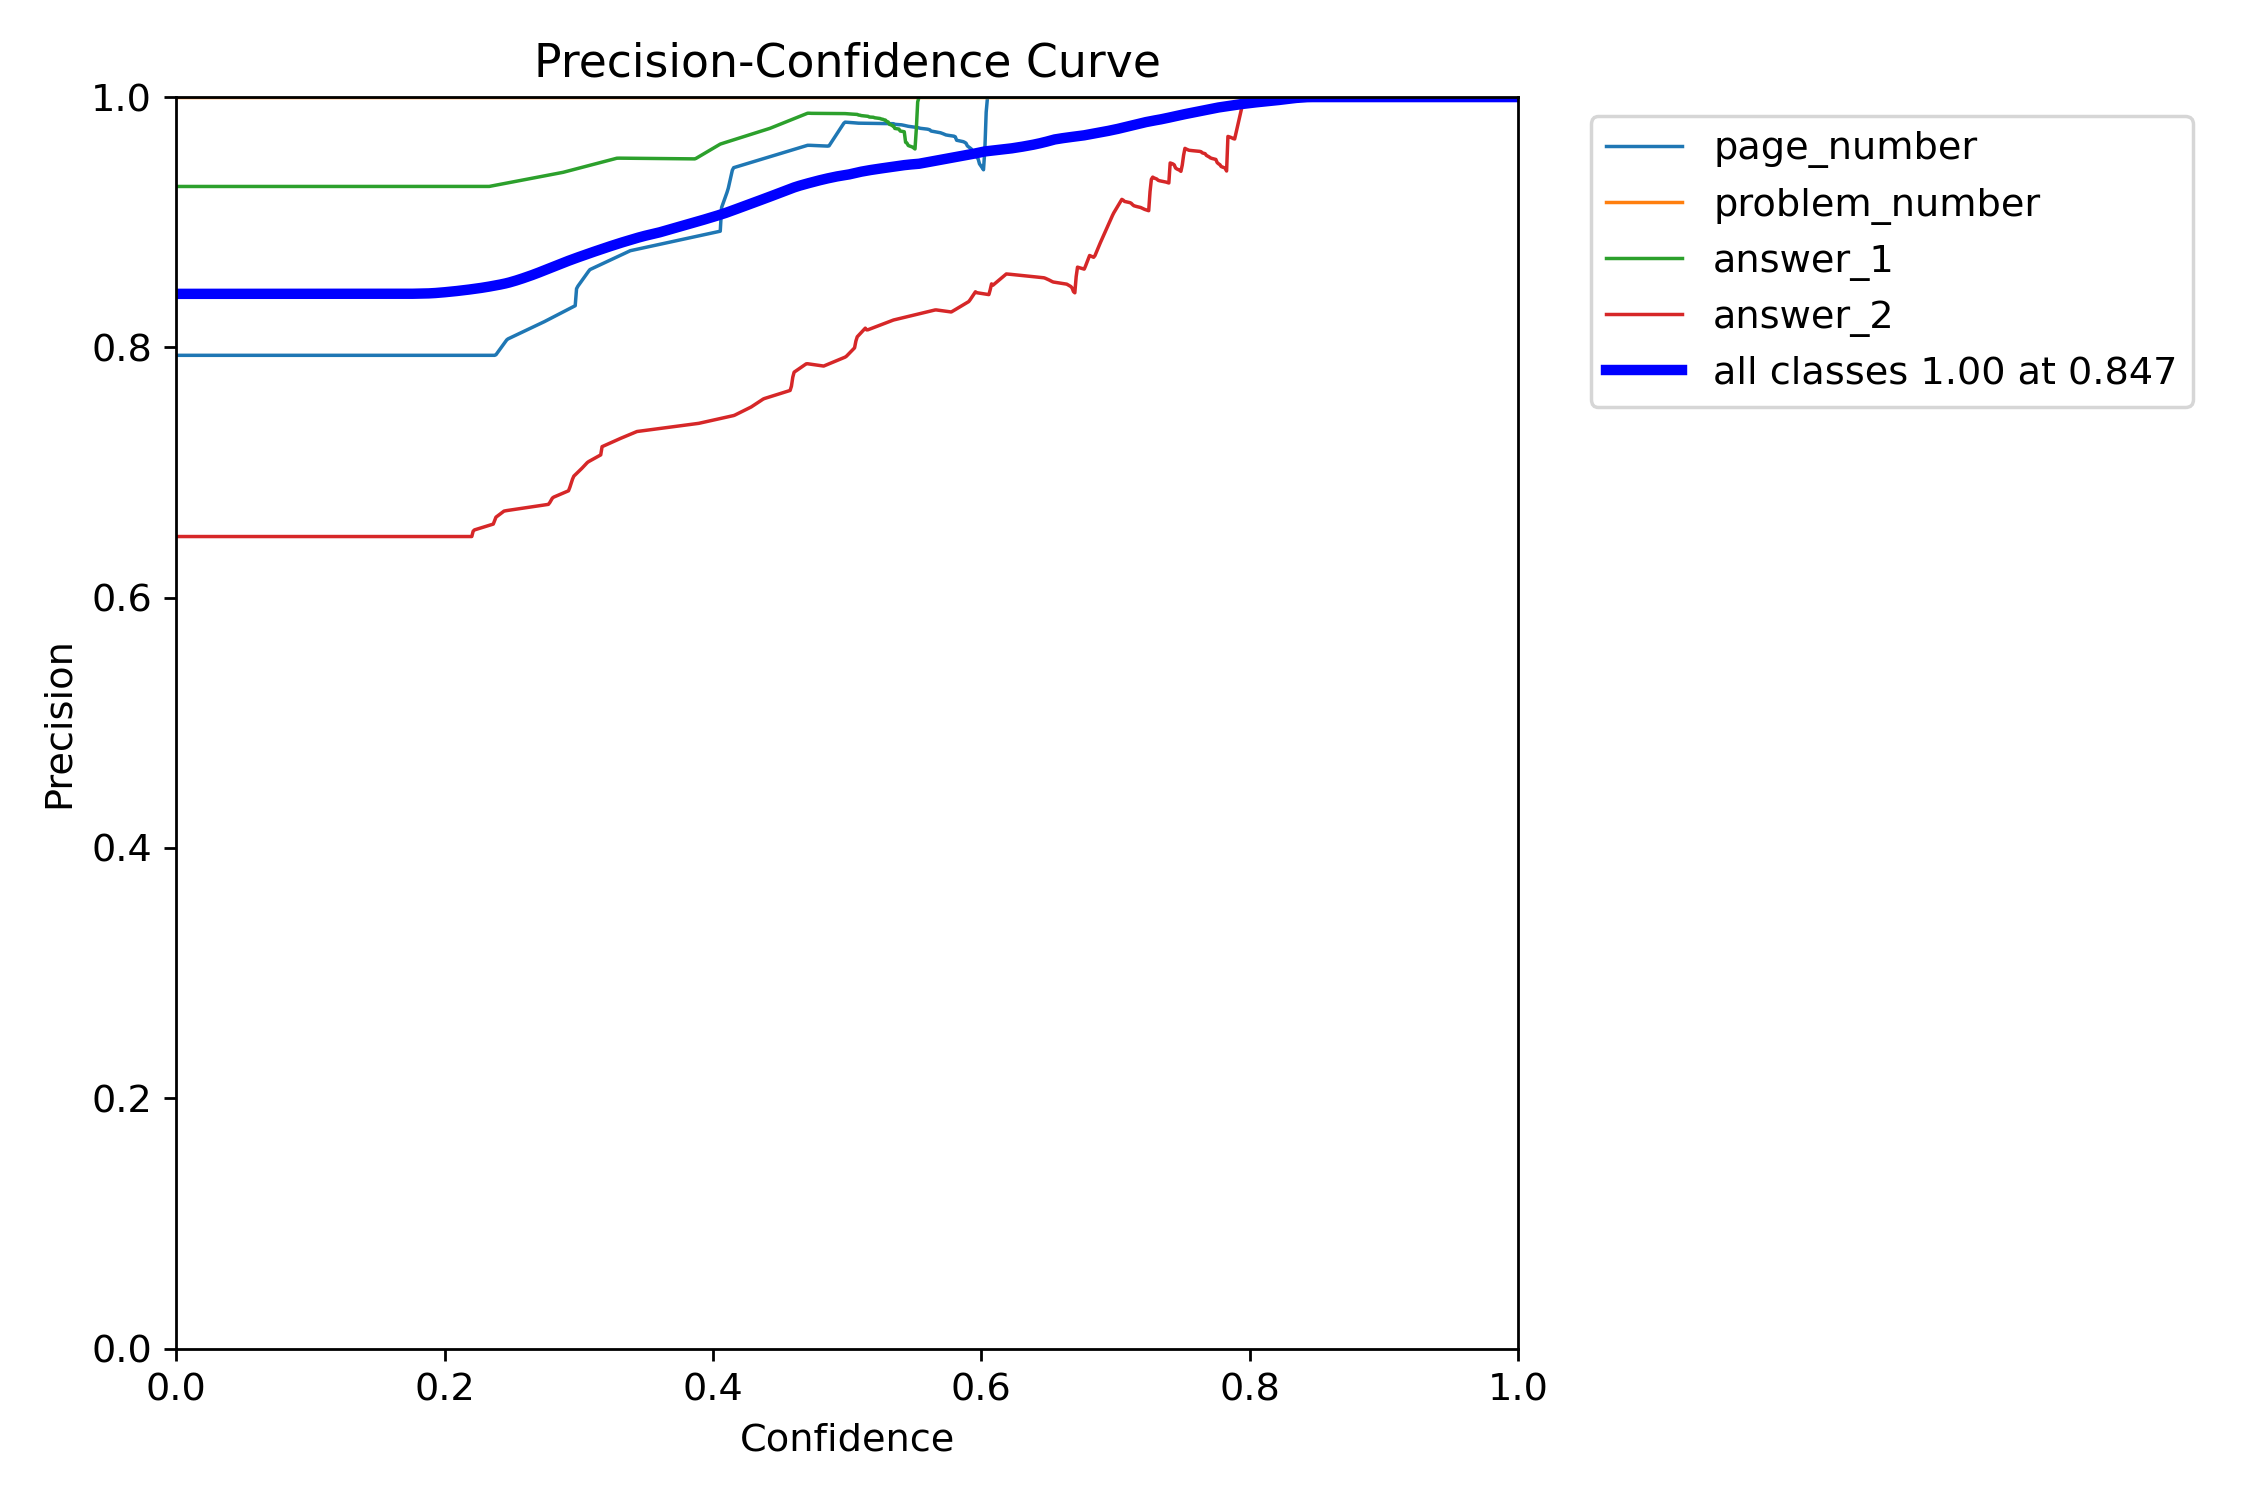 Precision-Confidence Curve
1.0
0.8
0.6
0.4
0.2
0.0
Precision
0.0 0.2 0.4 0.6 0.8 1.0
Confidence
page_number
problem_number
answer_1
answer_2
all classes 1.00 at 0.847